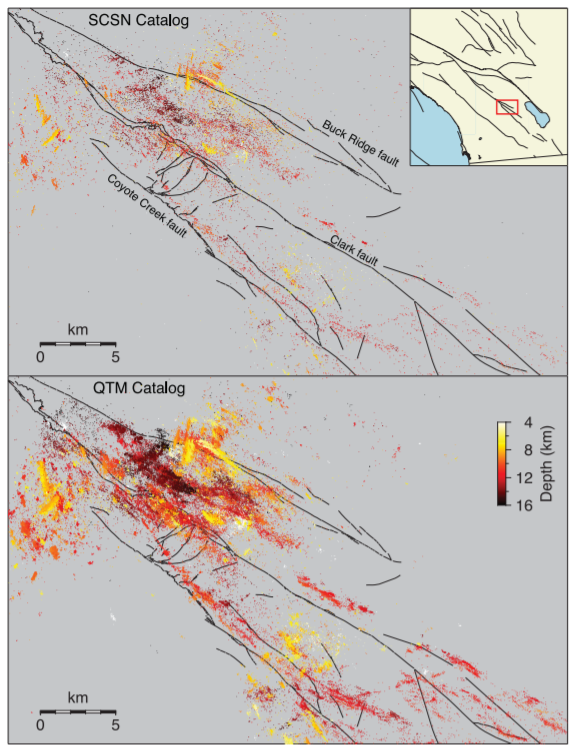 SCSN Catalog
Buck Ridge fault
Coyote Creek fault
Clark fault
km
0 5
QTM Catalog
4
8
12
16
Depth (km)
km
0 5